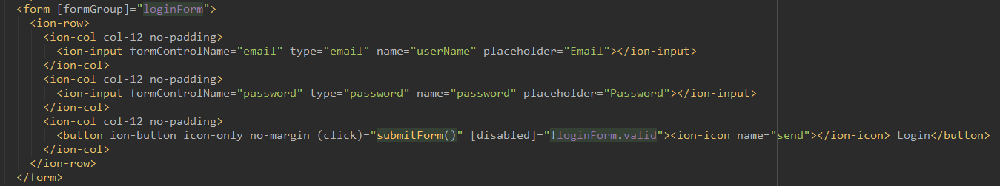 <form [formGroup]="loginForm">
<ion-row>
<ion-col col-12 no-padding>
<ion-input formControlName="email" type="email" name="userName" placeholder="Email"></ion-input>
</ion-col>
<ion-col col-12 no-padding>
<ion-input formControlName="password" type="password" name="password" placeholder="Password"></ion-input>
</ion-col>
<ion-col col-12 no-padding>
<button ion-button icon-only no-margin (click)="submitForm()" [disabled]="!loginForm.valid"><ion-icon name="send"></ion-icon> Login</button>
</ion-col>
</ion-row>
</form>